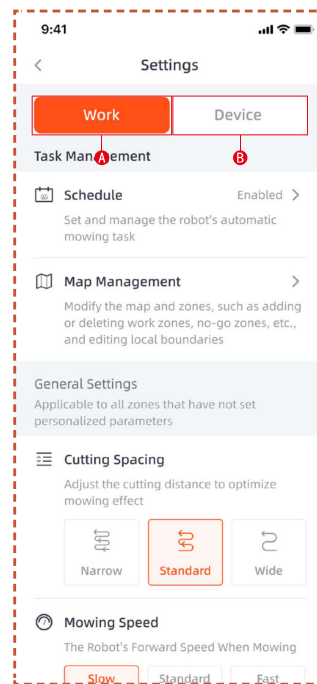 9:41
Settings
Work Device
A B
Task Management
Schedule Enabled
Set and manage the robot's automatic
mowing task
Map Management
Modify the map and zones, such as adding
or deleting work zones, no-go zones, etc.,
and editing local boundaries
General Settings
Applicable to all zones that have not set
personalized parameters
Cutting Spacing
Adjust the cutting distance to optimize
mowing effect
Narrow Standard Wide
Mowing Speed
The Robot's Forward Speed When Mowing
Slow Standard Fast